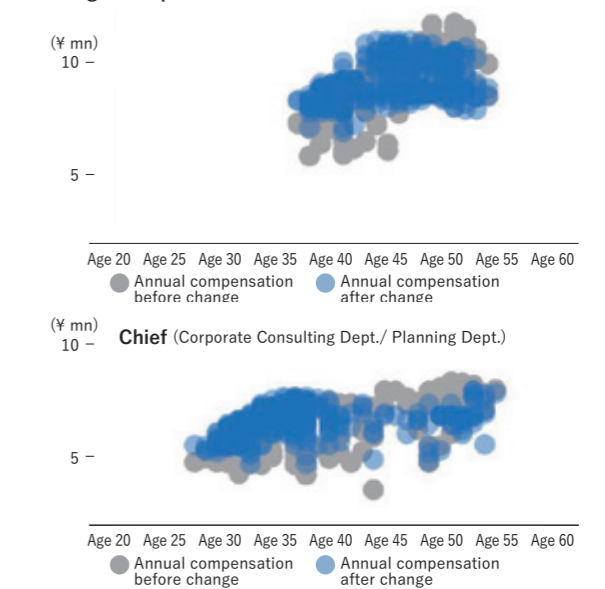 (¥ mn)
10
5
Age 20 Age 25 Age 30 Age 35 Age 40 Age 45 Age 50 Age 55 Age 60
Annual compensation before change
Annual compensation after change
(¥ mn)
10
Chief (Corporate Consulting Dept./ Planning Dept.)
5
Age 20 Age 25 Age 30 Age 35 Age 40 Age 45 Age 50 Age 55 Age 60
Annual compensation
before change
Annual compensation
after change